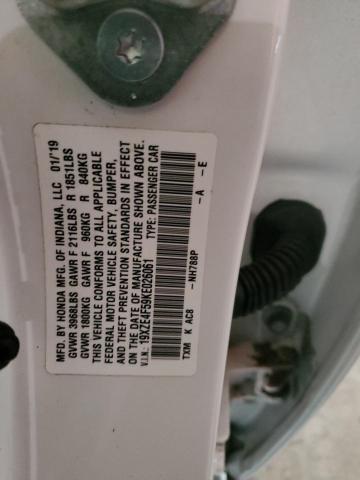 MFD. BY HONDA MFG. OF INDIANA, LLC 01/'19
GVWR 3968LBS GAWR F 2116LBS R 1851LBS
GVWR 1800KG GAWR F 960KG R 840KG
THIS VEHICLE CONFORMS TO ALL APPLICABLE
FEDERAL MOTOR VEHICLE SAFETY, BUMPER,
AND THEFT PREVENTION STANDARDS IN EFFECT
ON THE DATE OF MANUFACTURE SHOWN ABOVE.
V.I.N.: 19XZE4F59KE026061 TYPE: PASSENGER CAR
TXM K AC8 -NH788P -A -E